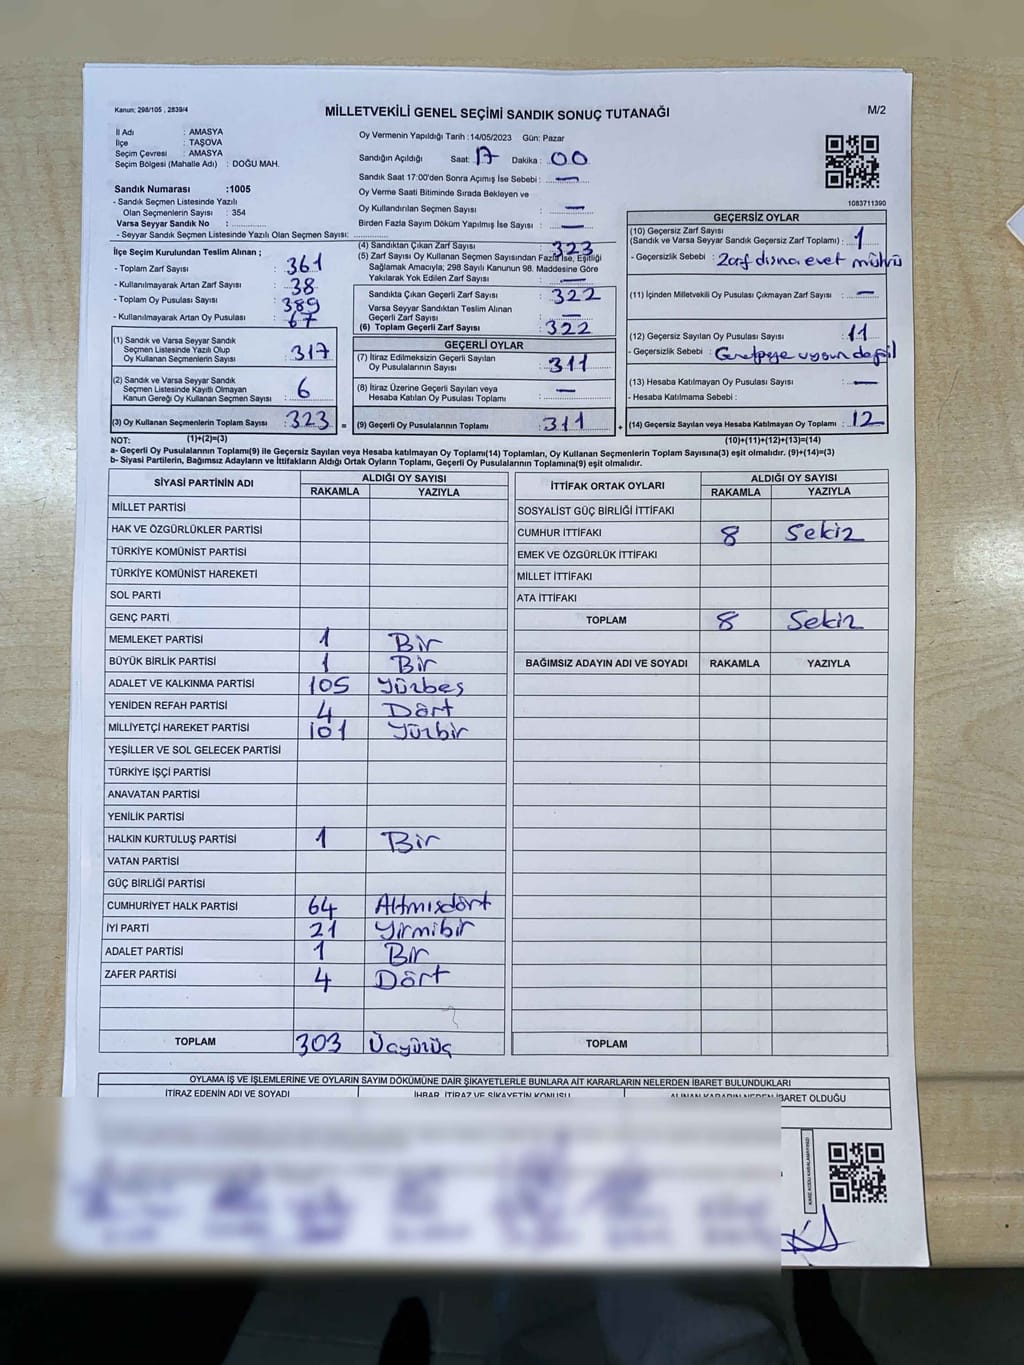 Kanun: 298/105 , 2839/4
MİLLETVEKİLİ GENEL SEÇİMİ SANDIK SONUÇ TUTANAĞI
M/2
İl Adı : AMASYA
İlçe : TAŞOVA
Seçim Çevresi : AMASYA
Seçim Bölgesi (Mahalle Adı) : DOĞU MAH.
Oy Vermenin Yapıldığı Tarih :14/05/2023 Gün: Pazar
Sandığın Açıldığı Saat: 17 Dakika : 00
Sandık Saat 17:00'den Sonra Açımış İse Sebebi : —
Oy Verme Saati Bitiminde Sırada Bekleyen ve
Oy Kullandırılan Seçmen Sayısı : —
Birden Fazla Sayım Döküm Yapılmış İse Sayısı : —
1083711390
Sandık Numarası :1005
- Sandık Seçmen Listesinde Yazılı
Olan Seçmenlerin Sayısı : 354
Varsa Seyyar Sandık No :
- Seyyar Sandık Seçmen Listesinde Yazılı Olan Seçmen Sayısı:
İlçe Seçim Kurulundan Teslim Alınan ;
- Toplam Zarf Sayısı : 361
- Kullanılmayarak Artan Zarf Sayısı : 38
- Toplam Oy Pusulası Sayısı : 389
- Kullanılmayarak Artan Oy Pusulası : 67
(1) Sandık ve Varsa Seyyar Sandık
Seçmen Listesinde Yazılı Olup
Oy Kullanan Seçmenlerin Sayısı : 317
(2) Sandık ve Varsa Seyyar Sandık
Seçmen Listesinde Kayıtlı Olmayan
Kanun Gereği Oy Kullanan Seçmen Sayısı : 6
(3) Oy Kullanan Seçmenlerin Toplam Sayısı : 323 =
(4) Sandıktan Çıkan Zarf Sayısı : 323
(5) Zarf Sayısı Oy Kullanan Seçmen Sayısından Fazla İse, Eşitliği
Sağlamak Amacıyla; 298 Sayılı Kanunun 98. Maddesine Göre
Yakılarak Yok Edilen Zarf Sayısı : —
Sandıkta Çıkan Geçerli Zarf Sayısı : 322
Varsa Seyyar Sandıktan Teslim Alınan
Geçerli Zarf Sayısı : —
(6) Toplam Geçerli Zarf Sayısı : 322
GEÇERLİ OYLAR
(7) İtiraz Edilmeksizin Geçerli Sayılan
Oy Pusulalarının Sayısı : 311
(8) İtiraz Üzerine Geçerli Sayılan veya
Hesaba Katılan Oy Pusulası Toplamı : —
(9) Geçerli Oy Pusulalarının Toplamı : 311 +
GEÇERSİZ OYLAR
(10) Geçersiz Zarf Sayısı
(Sandık ve Varsa Seyyar Sandık Geçersiz Zarf Toplamı) : 1
- Geçersizlik Sebebi : Zarf dışına evet mührü
(11) İçinden Milletvekili Oy Pusulası Çıkmayan Zarf Sayısı : —
(12) Geçersiz Sayılan Oy Pusulası Sayısı : 11
- Geçersizlik Sebebi : uygun değil
(13) Hesaba Katılmayan Oy Pusulası Sayısı : —
- Hesaba Katılmama Sebebi :
(14) Geçersiz Sayılan veya Hesaba Katılmayan Oy Toplamı : 12
NOT: (1)+(2)=(3) (10)+(11)+(12)+(13)=(14)
a- Geçerli Oy Pusulalarının Toplamı(9) ile Geçersiz Sayılan veya Hesaba katılmayan Oy Toplamı(14) Toplamları, Oy Kullanan Seçmenlerin Toplam Sayısına(3) eşit olmalıdır. (9)+(14)=(3)
b- Siyasi Partilerin, Bağımsız Adayların ve İttifakların Aldığı Ortak Oyların Toplamı, Geçerli Oy Pusulalarının Toplamına(9) eşit olmalıdır.
SİYASİ PARTİNİN ADI ALDIĞI OY SAYISI
RAKAMLA YAZIYLA
MİLLET PARTİSİ
HAK VE ÖZGÜRLÜKLER PARTİSİ
TÜRKİYE KOMÜNİST PARTİSİ
TÜRKİYE KOMÜNİST HAREKETİ
SOL PARTİ
GENÇ PARTİ
MEMLEKET PARTİSİ 1 Bir
BÜYÜK BİRLİK PARTİSİ 1 Bir
ADALET VE KALKINMA PARTİSİ 105 Yüzbeş
YENİDEN REFAH PARTİSİ 4 Dört
MİLLİYETÇİ HAREKET PARTİSİ 101 Yüzbir
YEŞİLLER VE SOL GELECEK PARTİSİ
TÜRKİYE İŞÇİ PARTİSİ
ANAVATAN PARTİSİ
YENİLİK PARTİSİ
HALKIN KURTULUŞ PARTİSİ 1 Bir
VATAN PARTİSİ
GÜÇ BİRLİĞİ PARTİSİ
CUMHURİYET HALK PARTİSİ 64 Altmışdört
İYİ PARTİ 21 Yirmibir
ADALET PARTİSİ 1 Bir
ZAFER PARTİSİ 4 Dört
TOPLAM 303 Üçyüzüç
İTTİFAK ORTAK OYLARI ALDIĞI OY SAYISI
RAKAMLA YAZIYLA
SOSYALİST GÜÇ BİRLİĞİ İTTİFAKI
CUMHUR İTTİFAKI 8 Sekiz
EMEK VE ÖZGÜRLÜK İTTİFAKI
MİLLET İTTİFAKI
ATA İTTİFAKI
TOPLAM 8 Sekiz
BAĞIMSIZ ADAYIN ADI VE SOYADI RAKAMLA YAZIYLA
TOPLAM
OYLAMA İŞ VE İŞLEMLERİNE VE OYLARIN SAYIM DÖKÜMÜNE DAİR ŞİKAYETLERLE BUNLARA AİT KARARLARIN NELERDEN İBARET BULUNDUKLARI
İTİRAZ EDENİN ADI VE SOYADI İHBAR, İTİRAZ VE ŞİKAYETİN KONUSU ALINAN KARARIN NEDEN İBARET OLDUĞU